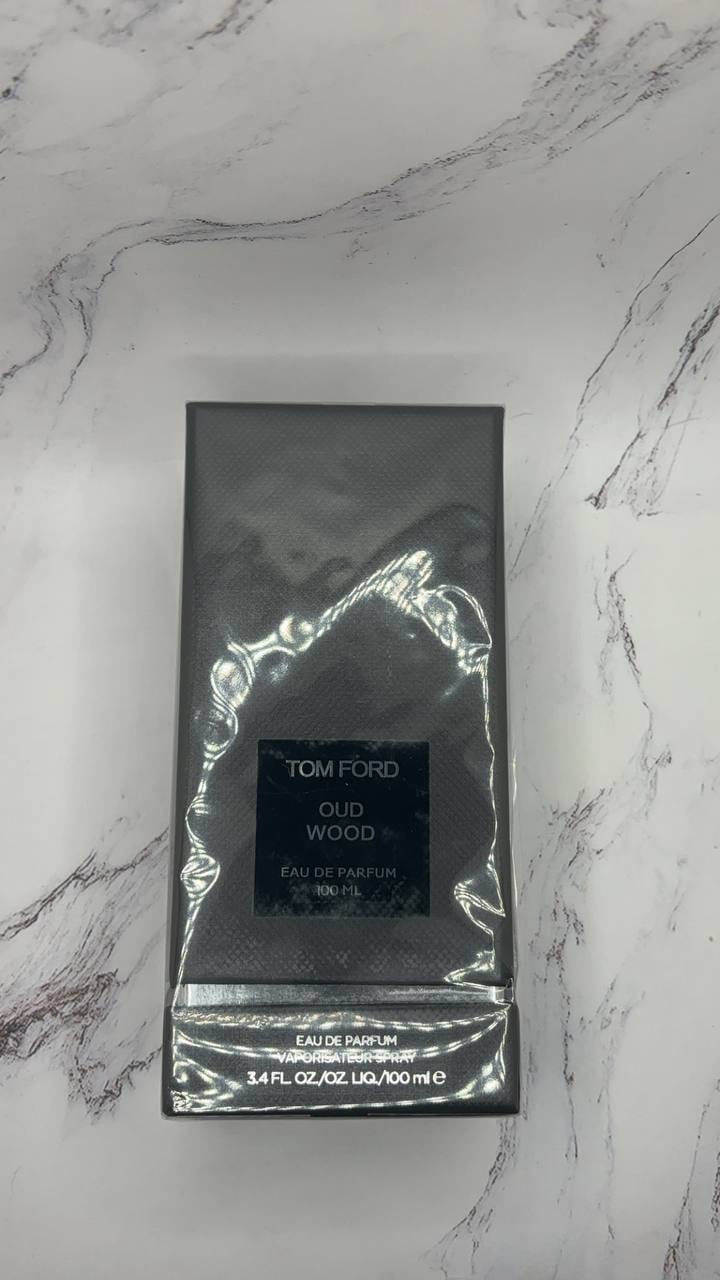 TOM FORD
OUD
WOOD
EAU DE PARFUM
100 ML
EAU DE PARFUM
VAPORISATEUR SPRAY
3.4 FL. OZ./OZ. LIQ./100 ml ℮